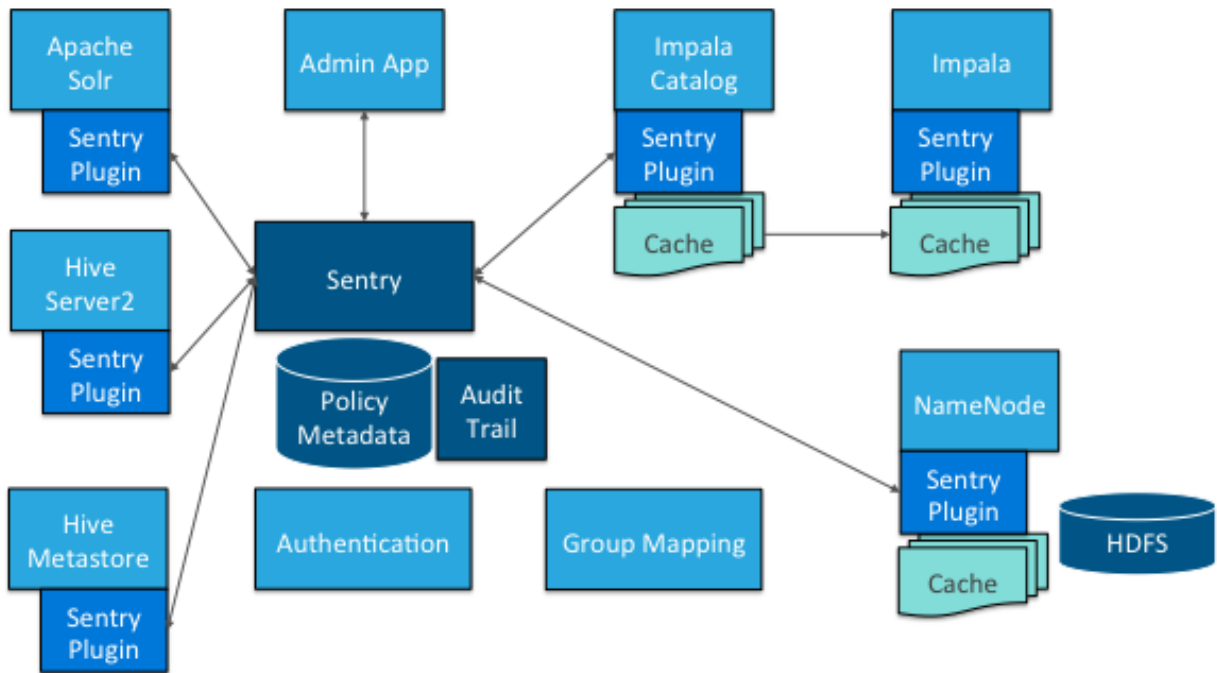 Apache
Solr
Sentry
Plugin
Admin App
Impala
Catalog
Sentry
Plugin
Cache
Impala
Sentry
Plugin
Cache
Hive
Server2
Sentry
Plugin
Sentry
Policy
Metadata
Audit
Trail
NameNode
Sentry
Plugin
Cache
HDFS
Hive
Metastore
Sentry
Plugin
Authentication
Group Mapping